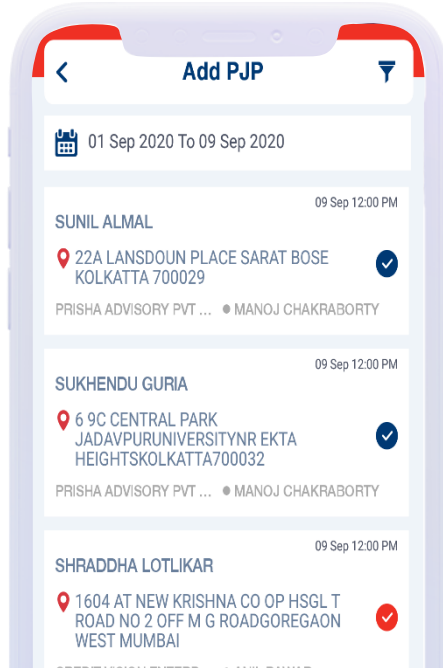 Add PJP
01 Sep 2020 To 09 Sep 2020
09 Sep 12:00 PM
SUNIL ALMAL
22A LANSDOUN PLACE SARAT BOSE
KOLKATTA 700029
PRISHA ADVISORY PVT ... MANOJ CHAKRABORTY
09 Sep 12:00 PM
SUKHENDU GURIA
6 9C CENTRAL PARK
JADAVPURUNIVERSITYNR EKTA
HEIGHTSKOLKATTA700032
PRISHA ADVISORY PVT ... MANOJ CHAKRABORTY
09 Sep 12:00 PM
SHRADDHA LOTLIKAR
1604 AT NEW KRISHNA CO OP HSGL T
ROAD NO 2 OFF M G ROADGOREGAON
WEST MUMBAI